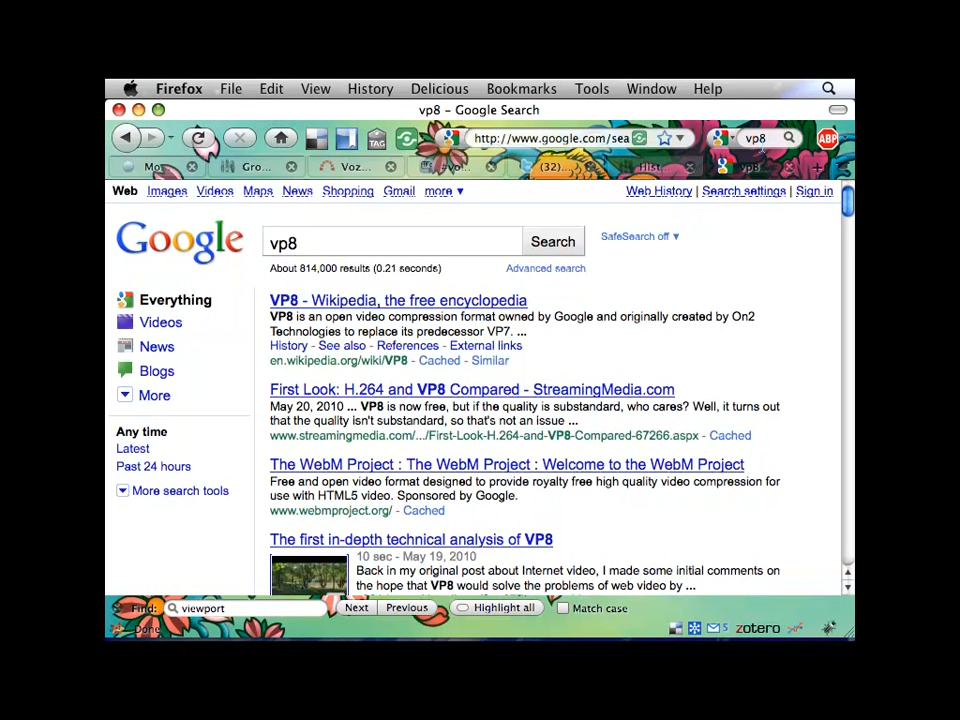 Firefox File Edit View History Delicious Bookmarks Tools Window Help
vp8 – Google Search
TAG http://www.google.com/sea vp8 ABP
Mo Gro... Voz... (32)... vp8
Web Images Videos Maps News Shopping Gmail more ▼ Web History | Search settings | Sign in
Google vp8 Search SafeSearch off ▼
About 814,000 results (0.21 seconds) Advanced search
Everything
Videos
News
Blogs
More
Any time
Latest
Past 24 hours
More search tools
VP8 - Wikipedia, the free encyclopedia
VP8 is an open video compression format owned by Google and originally created by On2
Technologies to replace its predecessor VP7. ...
History - See also - References - External links
en.wikipedia.org/wiki/VP8 - Cached - Similar
First Look: H.264 and VP8 Compared - StreamingMedia.com
May 20, 2010 ... VP8 is now free, but if the quality is substandard, who cares? Well, it turns out
that the quality isn't substandard, so that's not an issue ...
www.streamingmedia.com/.../First-Look-H.264-and-VP8-Compared-67266.aspx - Cached
The WebM Project : The WebM Project : Welcome to the WebM Project
Free and open video format designed to provide royalty free high quality video compression for
use with HTML5 video. Sponsored by Google.
www.webmproject.org/ - Cached
The first in-depth technical analysis of VP8
10 sec - May 19, 2010
Back in my original post about Internet video, I made some initial comments on
the hope that VP8 would solve the problems of web video by ...
Find: viewport Next Previous Highlight all Match case
Done 5 zotero